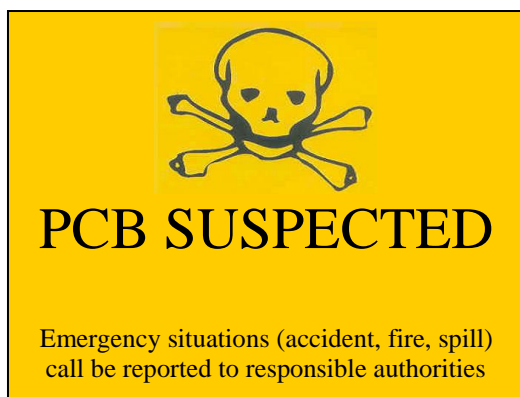 PCB SUSPECTED
Emergency situations (accident, fire, spill)
call be reported to responsible authorities